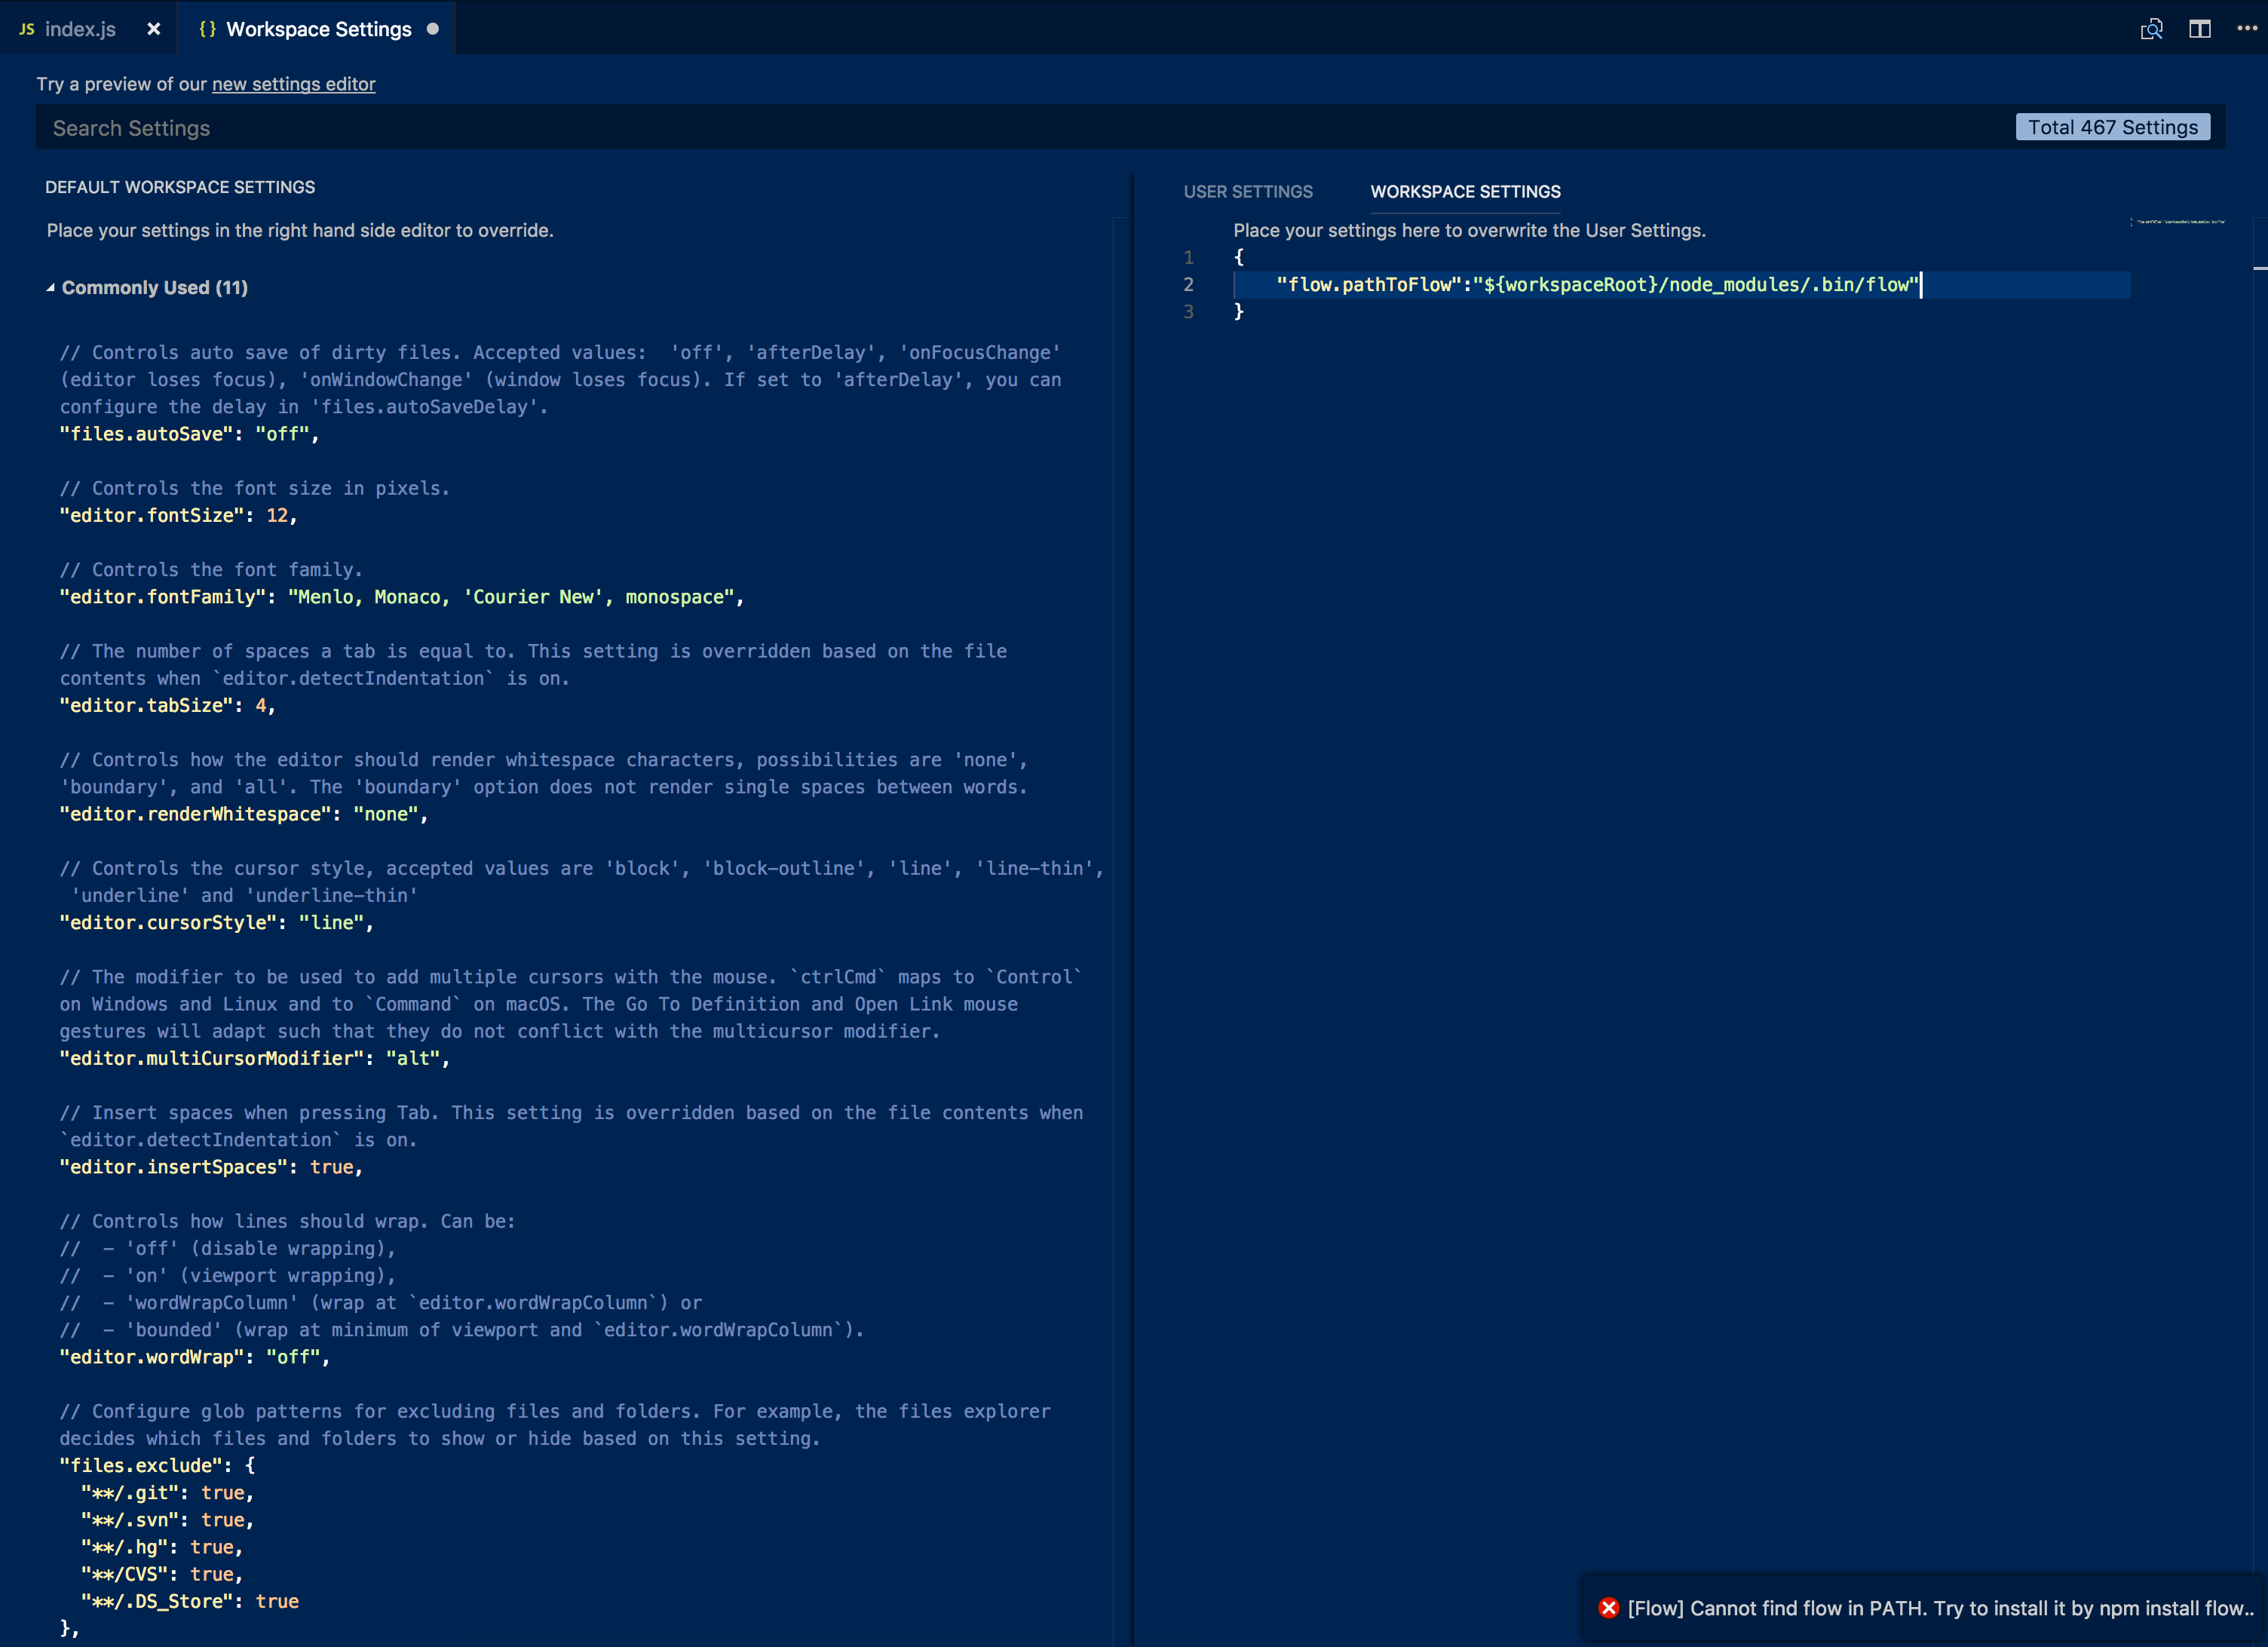 JS index.js ×
{} Workspace Settings ●
Try a preview of our new settings editor
Search Settings
Total 467 Settings
DEFAULT WORKSPACE SETTINGS
Place your settings in the right hand side editor to override.
Commonly Used (11)
// Controls auto save of dirty files. Accepted values:  'off', 'afterDelay', 'onFocusChange'
(editor loses focus), 'onWindowChange' (window loses focus). If set to 'afterDelay', you can
configure the delay in 'files.autoSaveDelay'.
"files.autoSave": "off",
// Controls the font size in pixels.
"editor.fontSize": 12,
// Controls the font family.
"editor.fontFamily": "Menlo, Monaco, 'Courier New', monospace",
// The number of spaces a tab is equal to. This setting is overridden based on the file
contents when `editor.detectIndentation` is on.
"editor.tabSize": 4,
// Controls how the editor should render whitespace characters, possibilities are 'none',
'boundary', and 'all'. The 'boundary' option does not render single spaces between words.
"editor.renderWhitespace": "none",
// Controls the cursor style, accepted values are 'block', 'block-outline', 'line', 'line-thin',
'underline' and 'underline-thin'
"editor.cursorStyle": "line",
// The modifier to be used to add multiple cursors with the mouse. `ctrlCmd` maps to `Control`
on Windows and Linux and to `Command` on macOS. The Go To Definition and Open Link mouse
gestures will adapt such that they do not conflict with the multicursor modifier.
"editor.multiCursorModifier": "alt",
// Insert spaces when pressing Tab. This setting is overridden based on the file contents when
`editor.detectIndentation` is on.
"editor.insertSpaces": true,
// Controls how lines should wrap. Can be:
//  - 'off' (disable wrapping),
//  - 'on' (viewport wrapping),
//  - 'wordWrapColumn' (wrap at `editor.wordWrapColumn`) or
//  - 'bounded' (wrap at minimum of viewport and `editor.wordWrapColumn`).
"editor.wordWrap": "off",
// Configure glob patterns for excluding files and folders. For example, the files explorer
decides which files and folders to show or hide based on this setting.
"files.exclude": {
"**/.git": true,
"**/.svn": true,
"**/.hg": true,
"**/CVS": true,
"**/.DS_Store": true
},
USER SETTINGS
WORKSPACE SETTINGS
Place your settings here to overwrite the User Settings.
1 {
2 "flow.pathToFlow":"${workspaceRoot}/node_modules/.bin/flow"
3 }
[Flow] Cannot find flow in PATH. Try to install it by npm install flow..